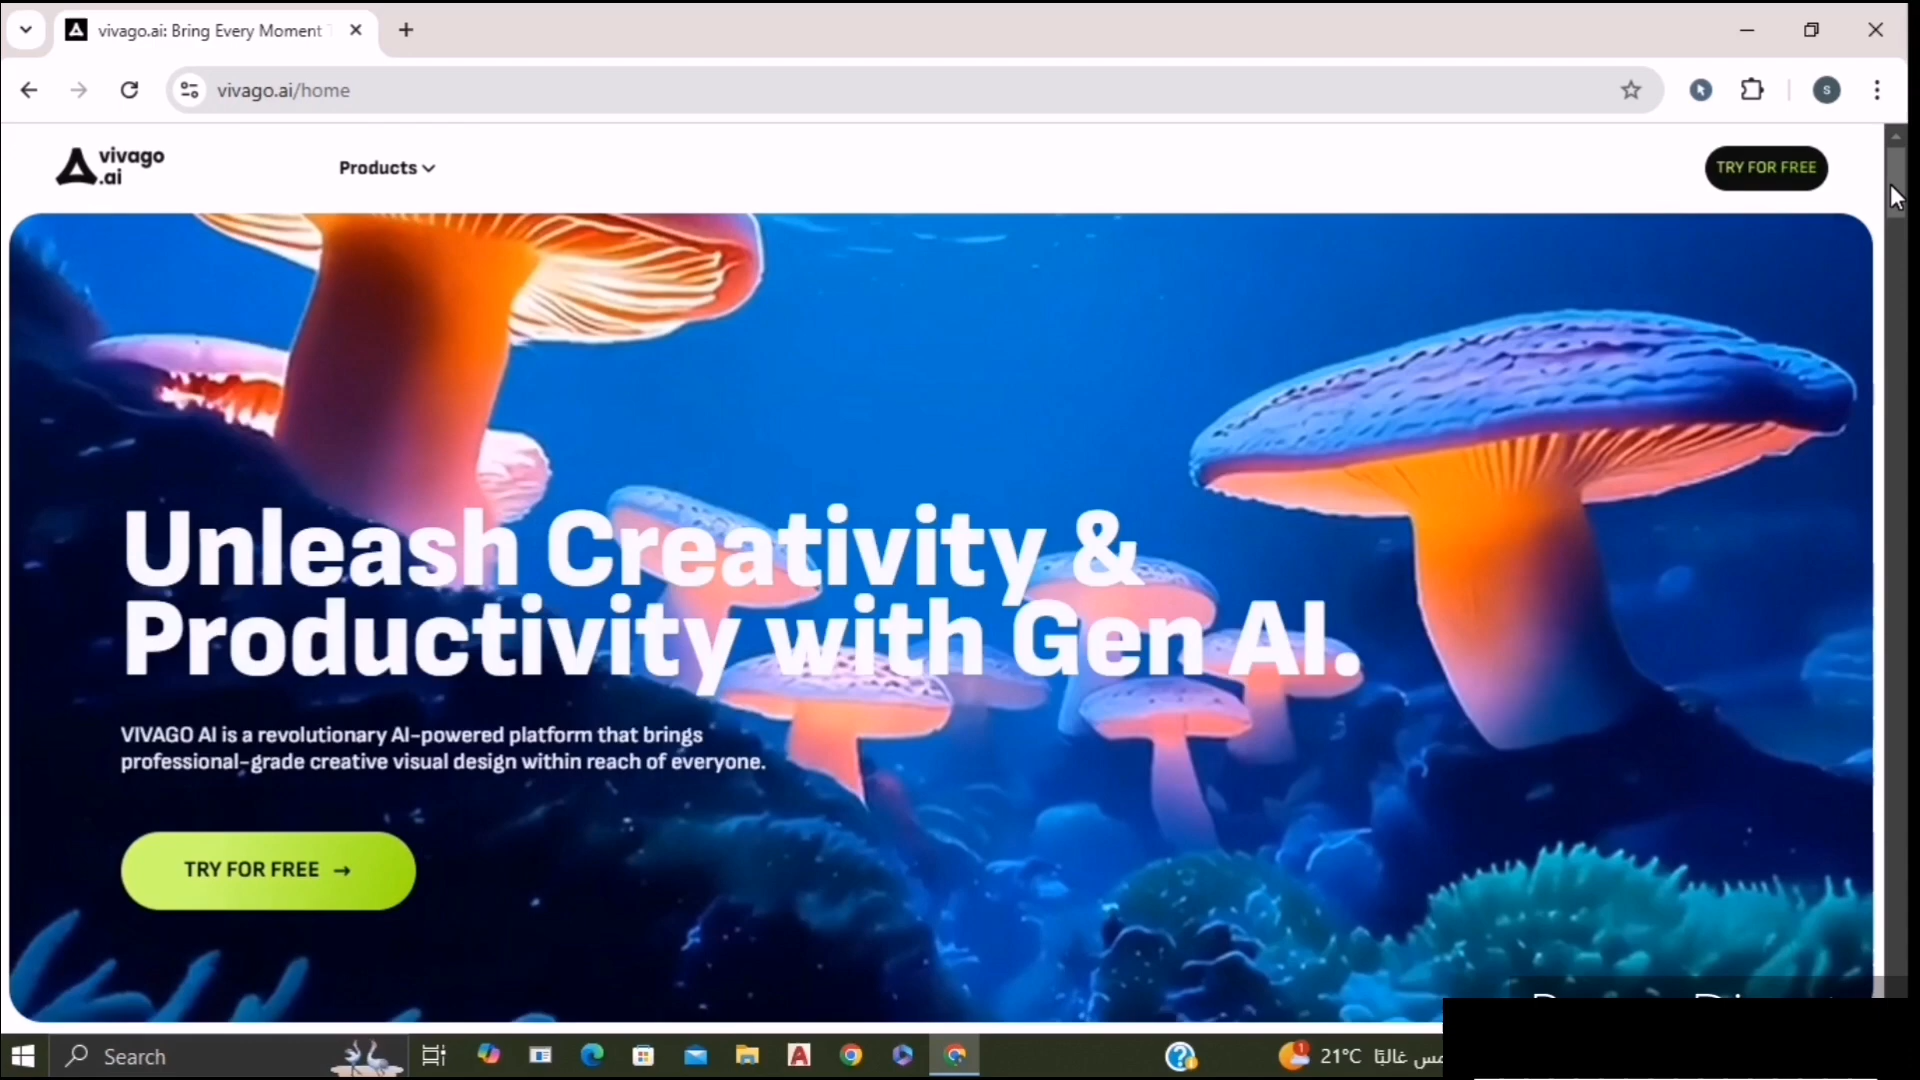 vivago.ai: Bring Every Moment
vivago.ai/home
S
vivago
.ai
Products
TRY FOR FREE
Unleash Creativity &
Productivity with Gen AI.
VIVAGO AI is a revolutionary AI-powered platform that brings
professional-grade creative visual design within reach of everyone.
TRY FOR FREE →
Search
1
21°C غالبًا